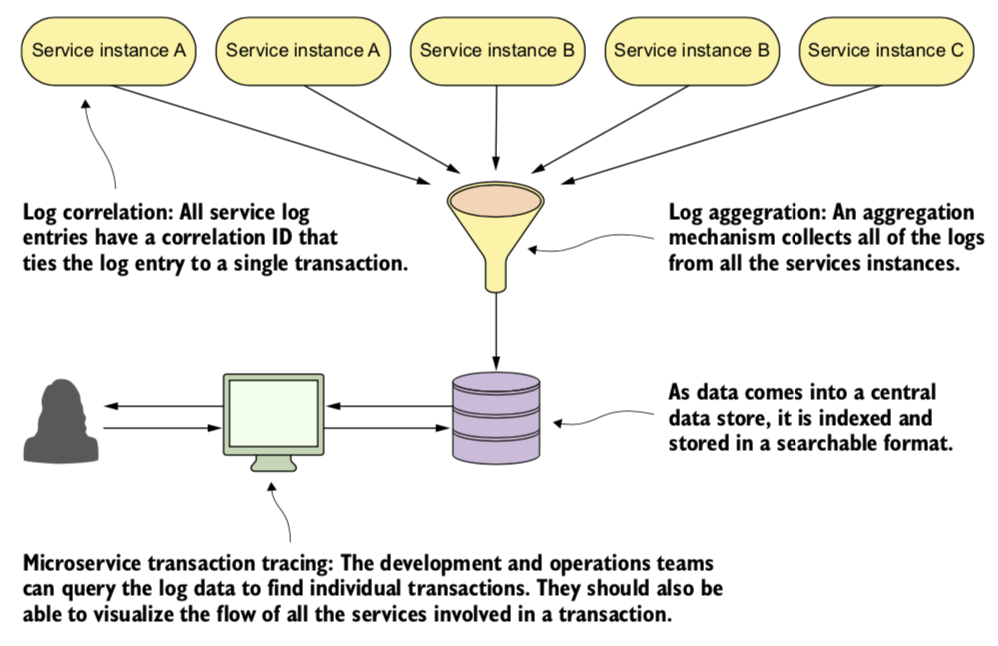 Service instance A
Service instance A
Service instance B
Service instance B
Service instance C
Log correlation: All service log
entries have a correlation ID that
ties the log entry to a single transaction.
Log aggegration: An aggregation
mechanism collects all of the logs
from all the services instances.
As data comes into a central
data store, it is indexed and
stored in a searchable format.
Microservice transaction tracing: The development and operations teams
can query the log data to find individual transactions. They should also be
able to visualize the flow of all the services involved in a transaction.